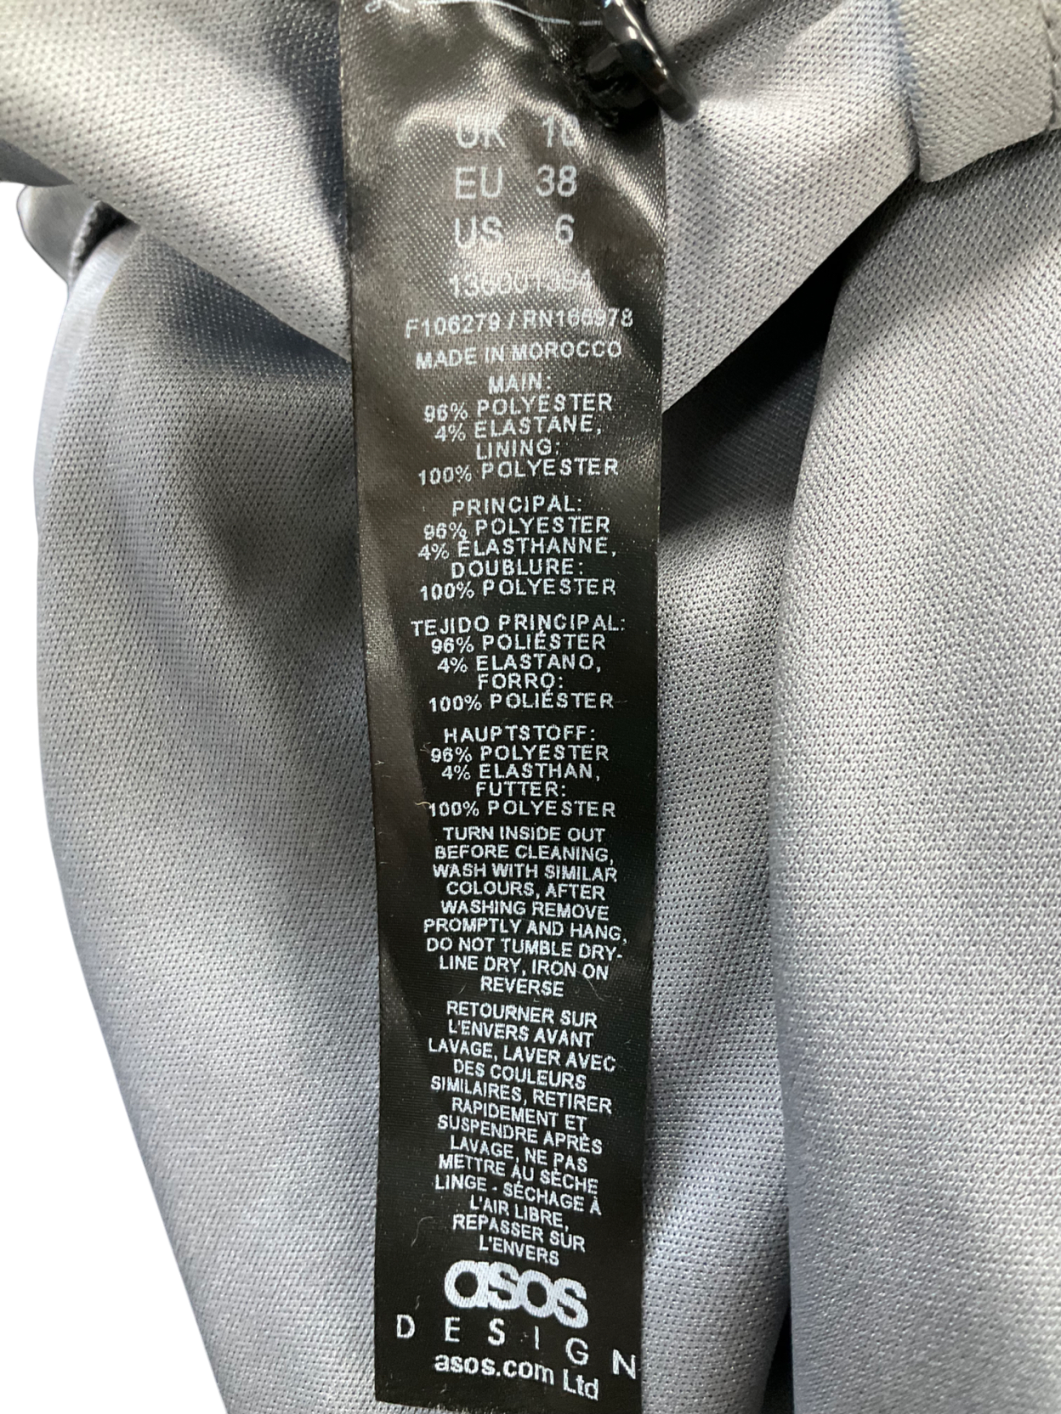 UK 10
EU 38
US 6
F106279 / RN166978
MADE IN MOROCCO
MAIN:
96% POLYESTER
4% ELASTANE,
LINING:
100% POLYESTER
PRINCIPAL:
96% POLYESTER
4% ÉLASTHANNE,
DOUBLURE:
100% POLYESTER
TEJIDO PRINCIPAL:
96% POLIÉSTER
4% ELASTANO,
FORRO:
100% POLIÉSTER
HAUPTSTOFF:
96% POLYESTER
4% ELASTHAN,
FUTTER:
100% POLYESTER
TURN INSIDE OUT
BEFORE CLEANING,
WASH WITH SIMILAR
COLOURS, AFTER
WASHING REMOVE
PROMPTLY AND HANG,
DO NOT TUMBLE DRY-
LINE DRY, IRON ON
REVERSE
RETOURNER SUR
L'ENVERS AVANT
LAVAGE, LAVER AVEC
DES COULEURS
SIMILAIRES, RETIRER
RAPIDEMENT ET
SUSPENDRE APRÈS
LAVAGE, NE PAS
METTRE AU SÈCHE
LINGE - SÉCHAGE À
L'AIR LIBRE,
REPASSER SUR
L'ENVERS
asos
DESIGN
asos.com Ltd